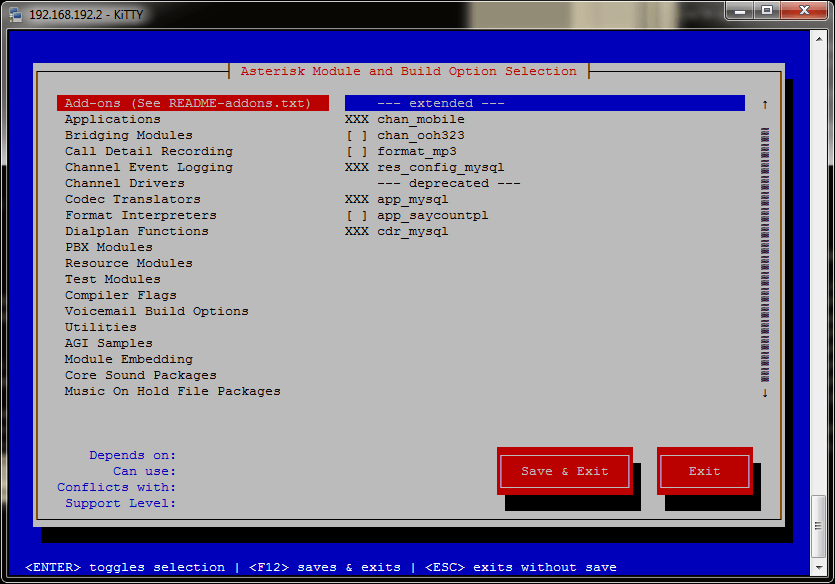 192.168.192.2 - KiTTY
Asterisk Module and Build Option Selection
Add-ons (See README-addons.txt) --- extended ---
Applications XXX chan_mobile
Bridging Modules [ ] chan_ooh323
Call Detail Recording [ ] format_mp3
Channel Event Logging XXX res_config_mysql
Channel Drivers --- deprecated ---
Codec Translators XXX app_mysql
Format Interpreters [ ] app_saycountpl
Dialplan Functions XXX cdr_mysql
PBX Modules
Resource Modules
Test Modules
Compiler Flags
Voicemail Build Options
Utilities
AGI Samples
Module Embedding
Core Sound Packages
Music On Hold File Packages
Depends on:
Can use:
Conflicts with:
Support Level:
Save & Exit Exit
<ENTER> toggles selection | <F12> saves & exits | <ESC> exits without save